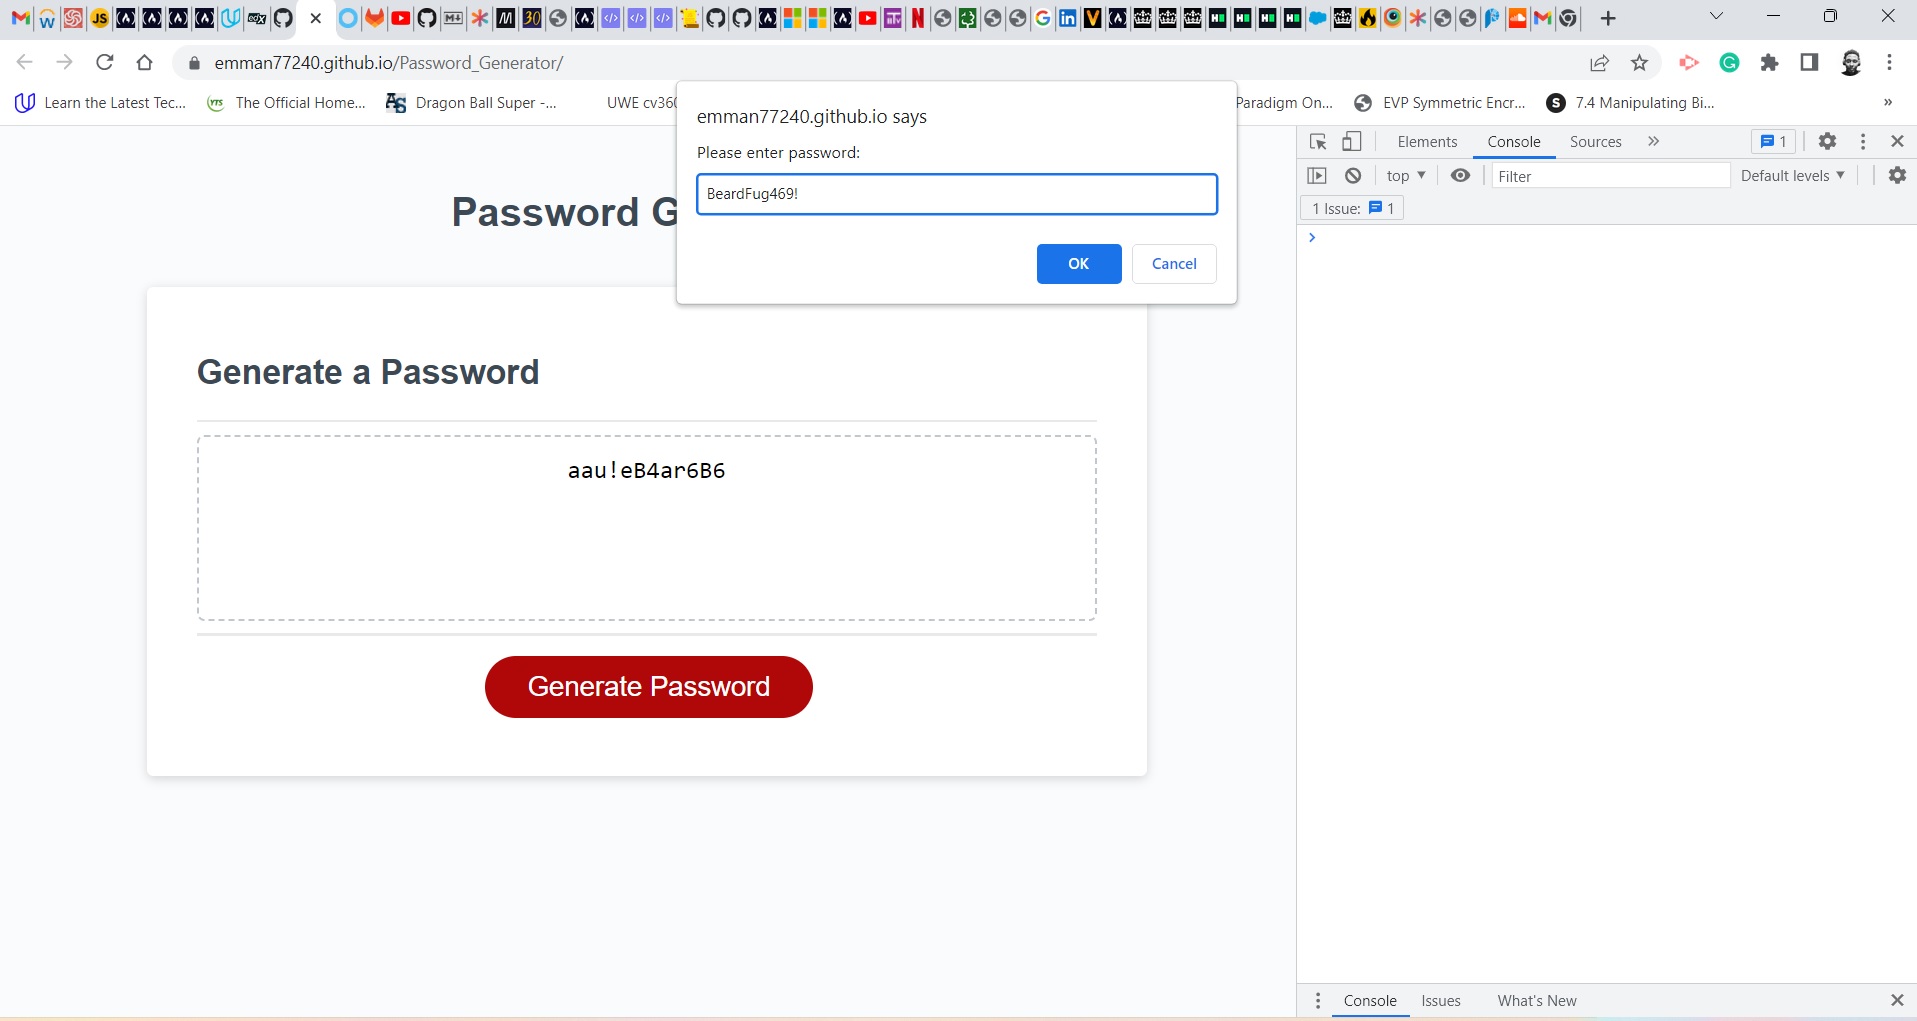 emman77240.github.io/Password_Generator/
Learn the Latest Tec...
The Official Home...
Dragon Ball Super -...
UWE cv360
Paradigm On...
EVP Symmetric Encr...
7.4 Manipulating Bi...
»
emman77240.github.io says
Please enter password:
BeardFug469!
OK
Cancel
Password G
Generate a Password
aau!eB4ar6B6
Generate Password
Elements
Console
Sources
»
1
top
Filter
Default levels
1 Issue:
1
Console
Issues
What's New